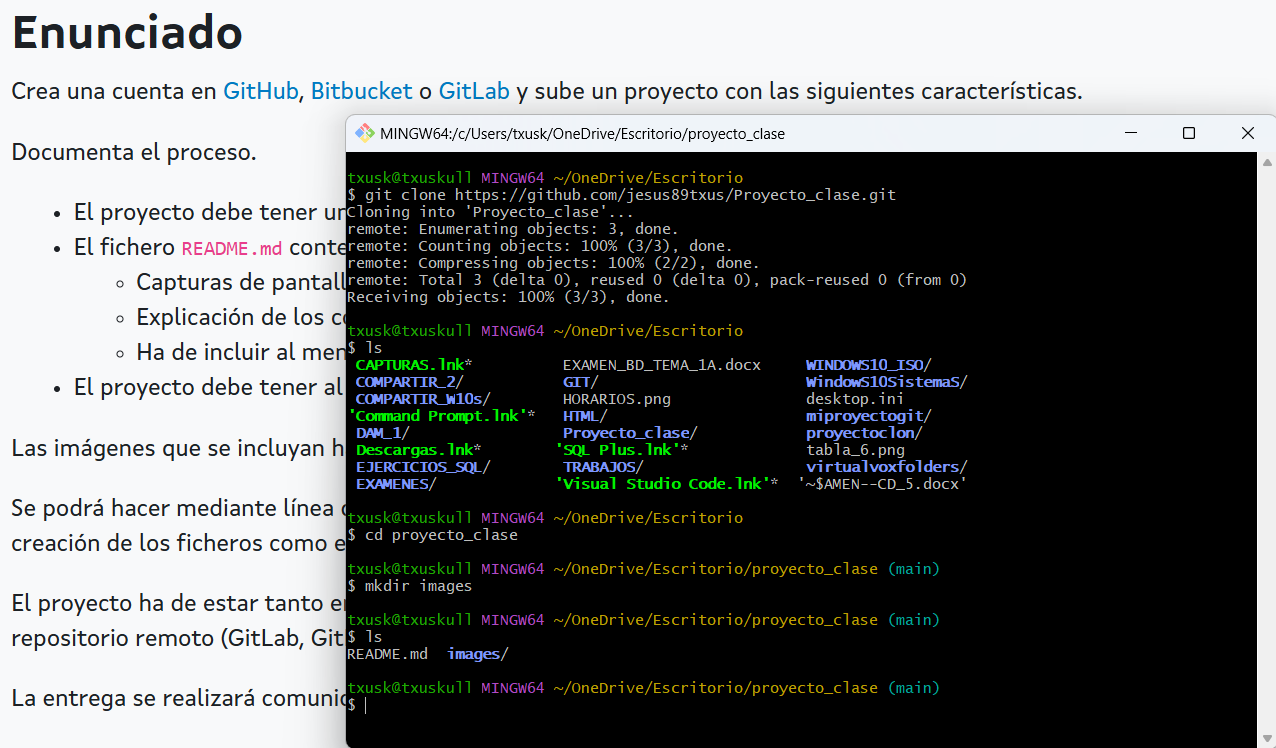 Enunciado
Crea una cuenta en GitHub, Bitbucket o GitLab y sube un proyecto con las siguientes características.
Documenta el proceso.
El proyecto debe tener
El fichero README.md
Capturas de
Explicación de los
Ha de incluir al
El proyecto debe tener al
Las imágenes que se incluyan
Se podrá hacer mediante línea
creación de los ficheros como
El proyecto ha de estar tanto
repositorio remoto (GitLab,
La entrega se realizará
MINGW64:/c/Users/txusk/OneDrive/Escritorio/proyecto_clase
txusk@txuskull MINGW64 ~/OneDrive/Escritorio
$ git clone https://github.com/jesus89txus/Proyecto_clase.git
Cloning into 'Proyecto_clase'...
remote: Enumerating objects: 3, done.
remote: Counting objects: 100% (3/3), done.
remote: Compressing objects: 100% (2/2), done.
remote: Total 3 (delta 0), reused 0 (delta 0), pack-reused 0 (from 0)
Receiving objects: 100% (3/3), done.
txusk@txuskull MINGW64 ~/OneDrive/Escritorio
$ ls
CAPTURAS.lnk* EXAMEN_BD_TEMA_1A.docx WINDOWS10_ISO/
COMPARTIR_2/ GIT/ WindowS10SistemaS/
COMPARTIR_W10s/ HORARIOS.png desktop.ini
'Command Prompt.lnk'* HTML/ miproyectogit/
DAM_1/ Proyecto_clase/ proyectoclon/
Descargas.lnk* 'SQL Plus.lnk'* tabla_6.png
EJERCICIOS_SQL/ TRABAJOS/ virtualvoxfolders/
EXAMENES/ 'Visual Studio Code.lnk'* '~$AMEN--CD_5.docx'
txusk@txuskull MINGW64 ~/OneDrive/Escritorio
$ cd proyecto_clase
txusk@txuskull MINGW64 ~/OneDrive/Escritorio/proyecto_clase (main)
$ mkdir images
txusk@txuskull MINGW64 ~/OneDrive/Escritorio/proyecto_clase (main)
$ ls
README.md images/
txusk@txuskull MINGW64 ~/OneDrive/Escritorio/proyecto_clase (main)
$